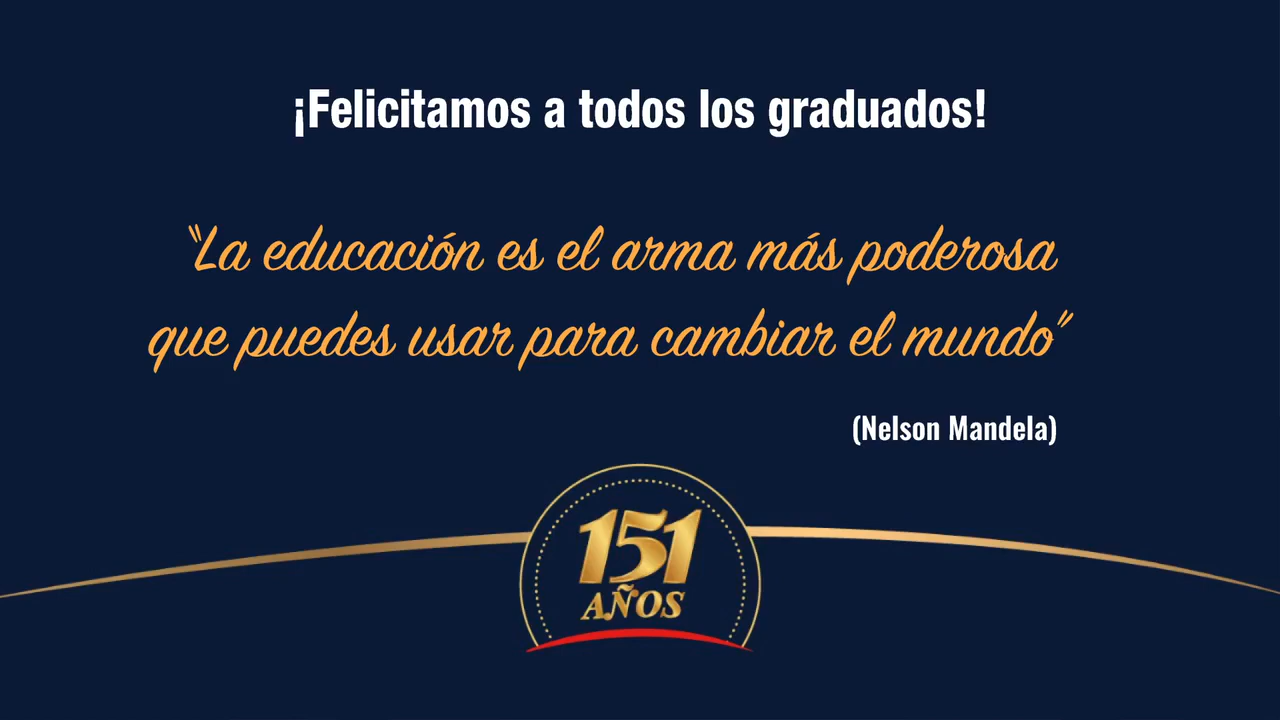 ¡Felicitamos a todos los graduados!
“La educación es el arma más poderosa
que puedes usar para cambiar el mundo”
(Nelson Mandela)
151
AÑOS